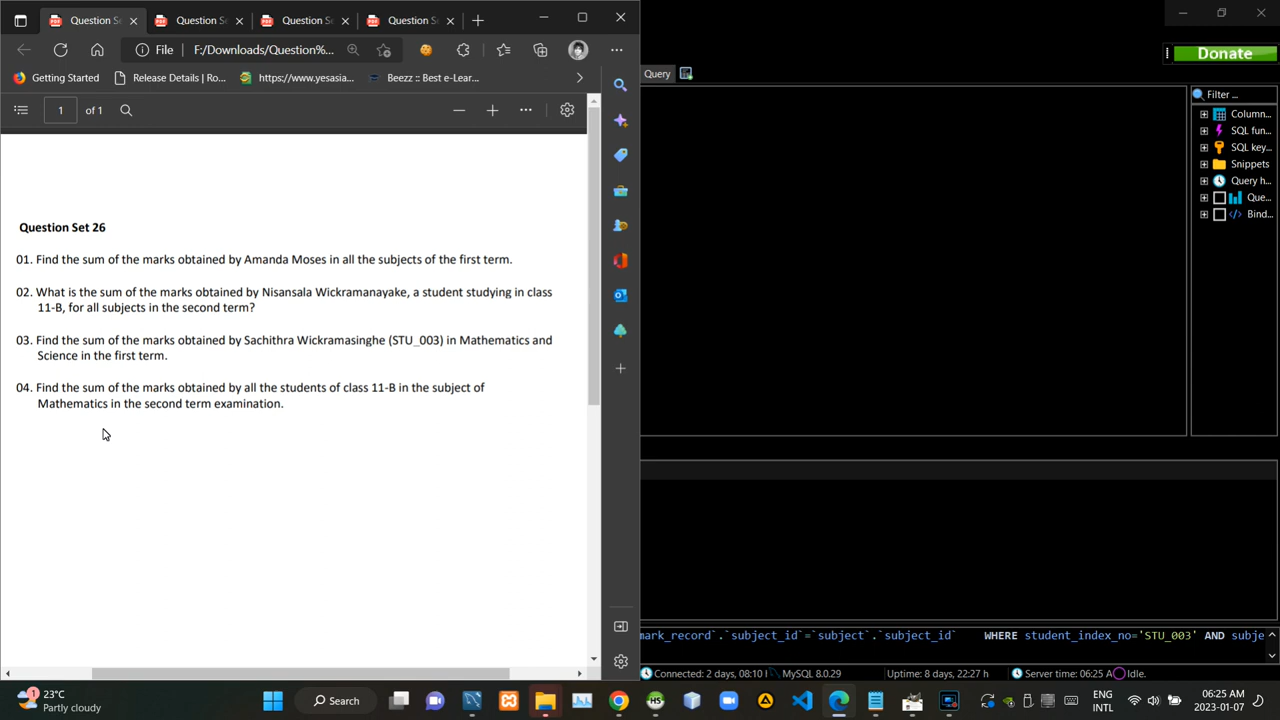 Question Se
Question Se
Question Se
Question Se
File
F:/Downloads/Question%...
Getting Started
Release Details | Ro...
https://www.yesasia...
Beezz :: Best e-Lear...
1
of 1
Question Set 26
01. Find the sum of the marks obtained by Amanda Moses in all the subjects of the first term.
02. What is the sum of the marks obtained by Nisansala Wickramanayake, a student studying in class
11-B, for all subjects in the second term?
03. Find the sum of the marks obtained by Sachithra Wickramasinghe (STU_003) in Mathematics and
Science in the first term.
04. Find the sum of the marks obtained by all the students of class 11-B in the subject of
Mathematics in the second term examination.
Donate
Query
Filter ...
Column...
SQL fun...
SQL key...
Snippets
Query h...
Que...
Bind...
mark_record`.`subject_id`=`subject`.`subject_id` WHERE student_index_no='STU_003' AND subje
Connected: 2 days, 08:10 l
MySQL 8.0.29
Uptime: 8 days, 22:27 h
Server time: 06:25 A
Idle.
1
23°C
Partly cloudy
Search
HS
ENG
INTL
06:25 AM
2023-01-07